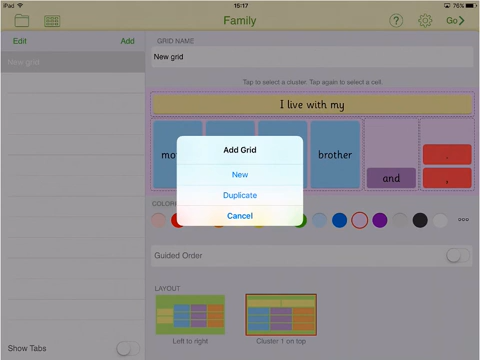 iPad
15:17
76%
Family
?
Go
Edit
Add
GRID NAME
New grid
New grid
Tap to select a cluster. Tap again to select a cell.
I live with my
brother
and
.
,
Add Grid
New
Duplicate
Cancel
Guided Order
LAYOUT
Left to right
Cluster 1 on top
Show Tabs